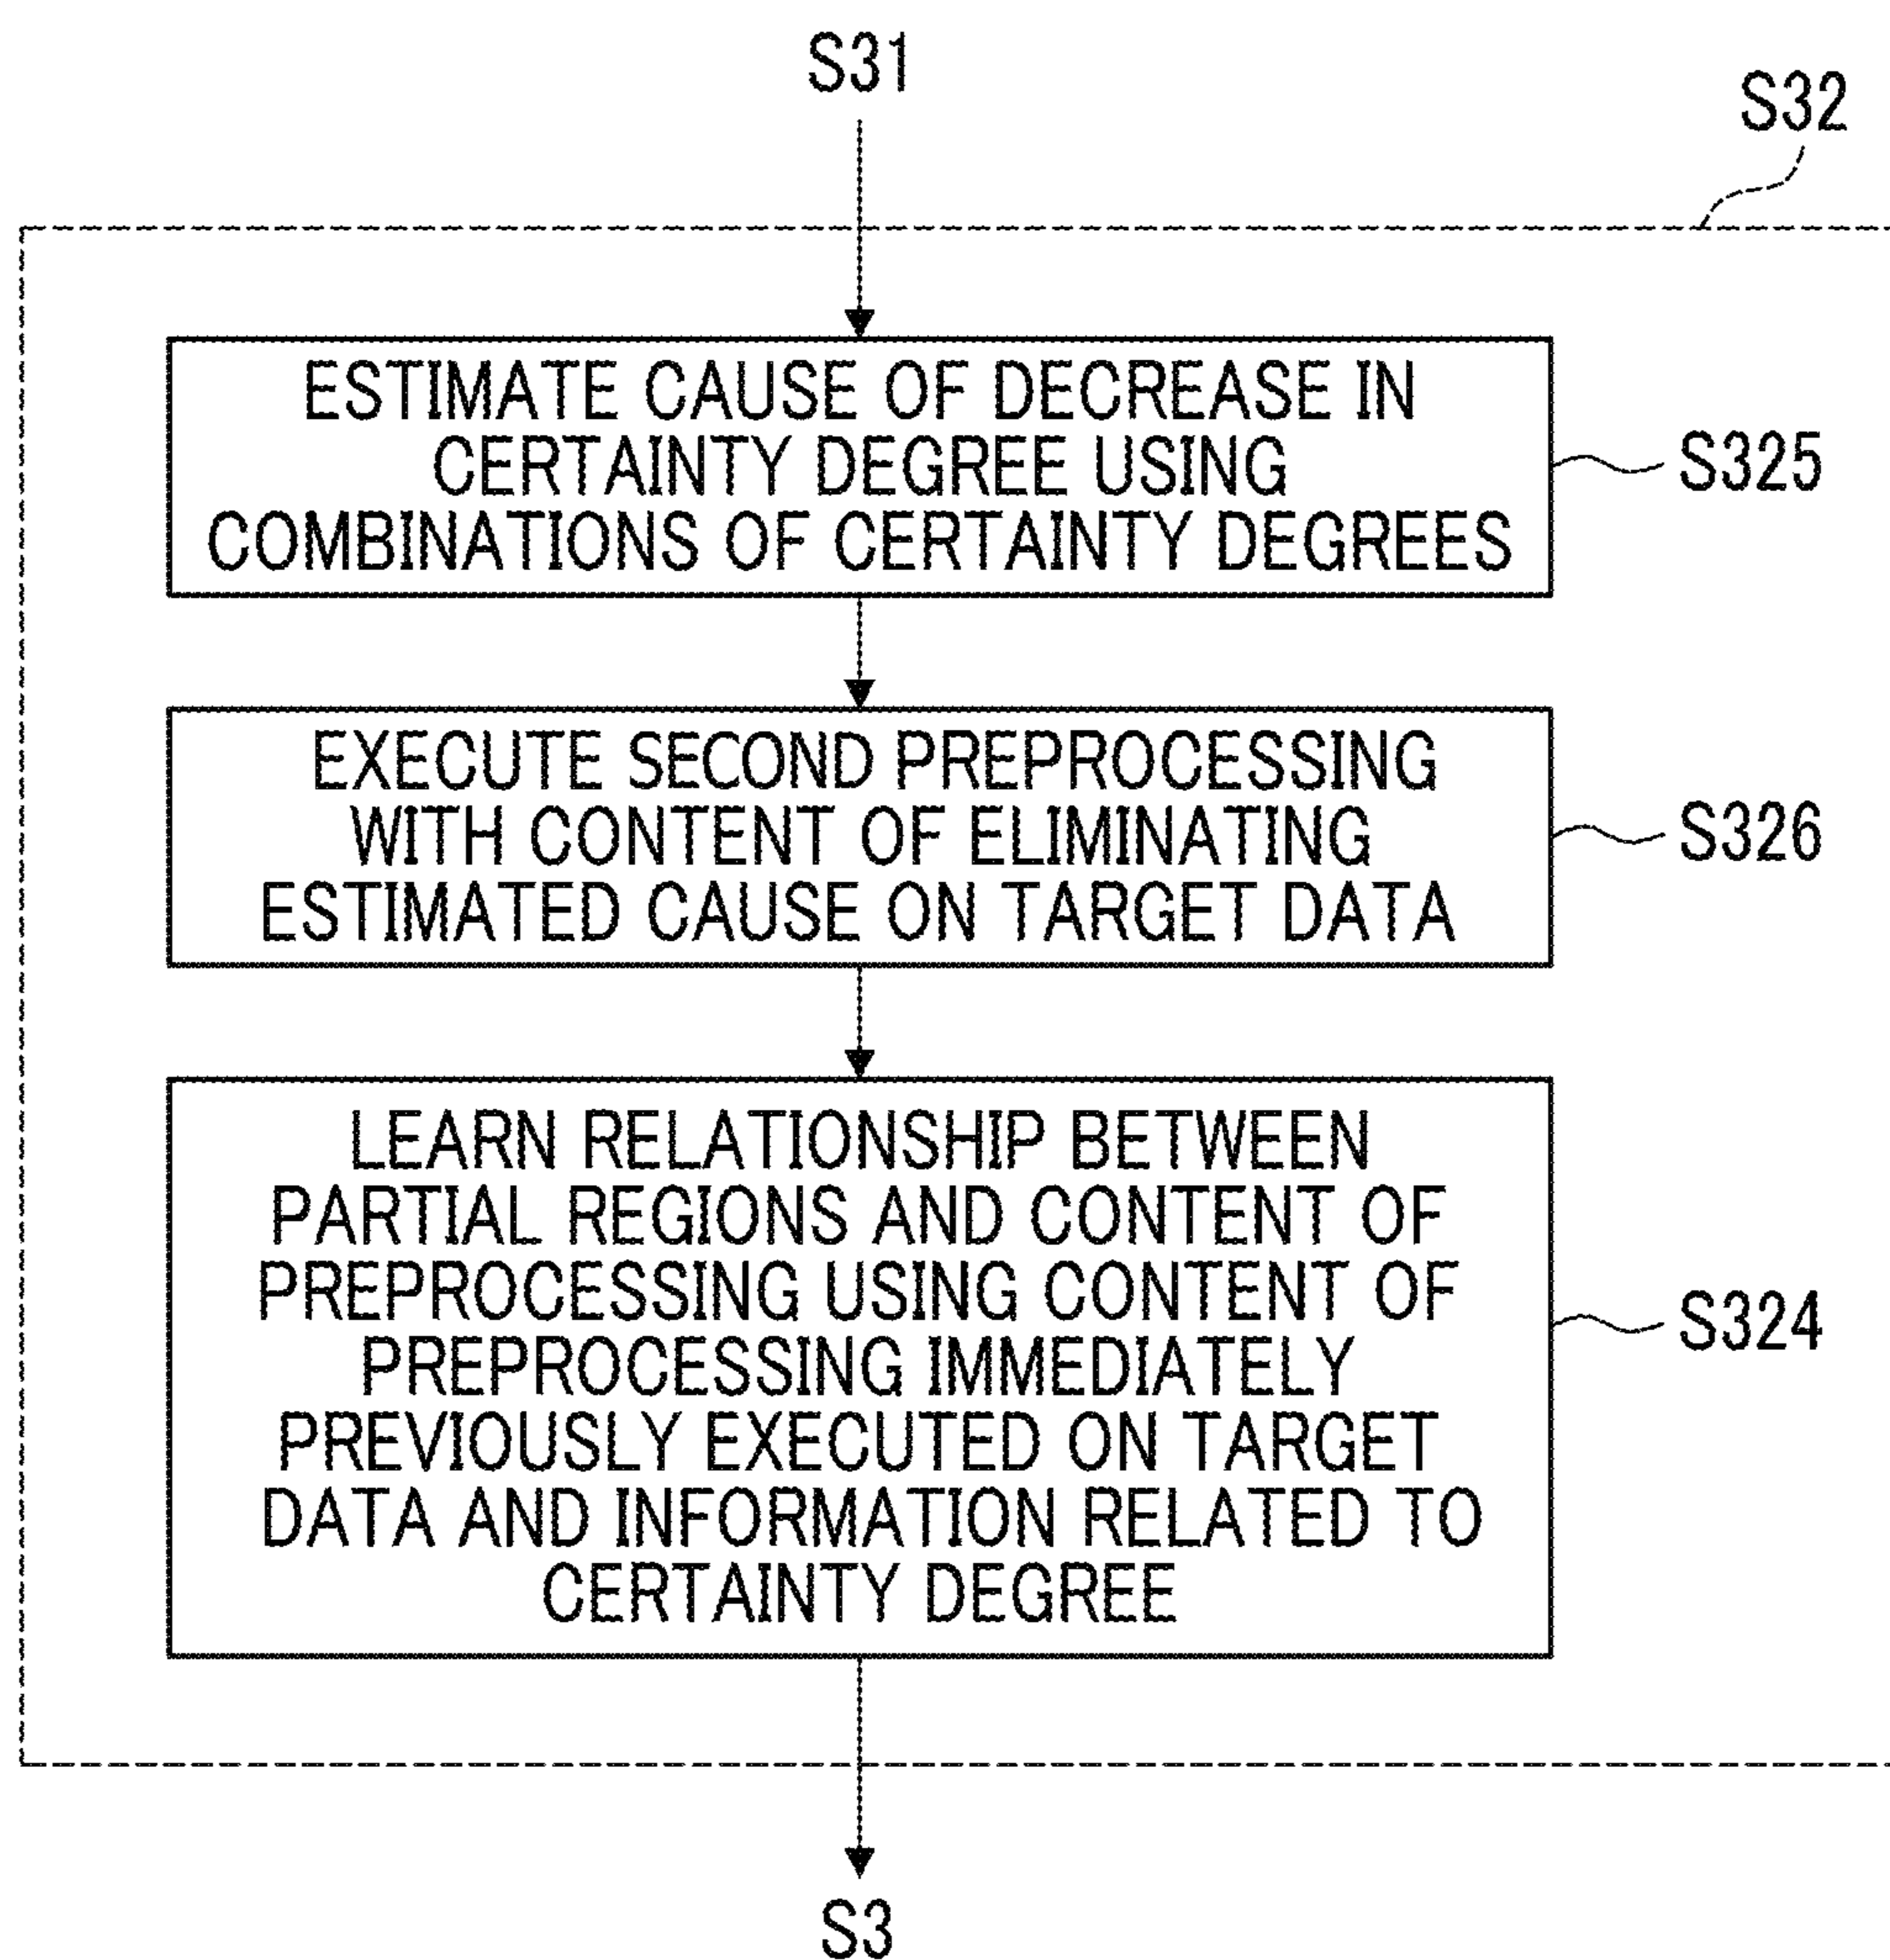 S31
S32
ESTIMATE CAUSE OF DECREASE IN
CERTAINTY DEGREE USING
COMBINATIONS OF CERTAINTY DEGREES
S325
EXECUTE SECOND PREPROCESSING
WITH CONTENT OF ELIMINATING
ESTIMATED CAUSE ON TARGET DATA
S326
LEARN RELATIONSHIP BETWEEN
PARTIAL REGIONS AND CONTENT OF
PREPROCESSING USING CONTENT OF
PREPROCESSING IMMEDIATELY
PREVIOUSLY EXECUTED ON TARGET
DATA AND INFORMATION RELATED TO
CERTAINTY DEGREE
S324
S3